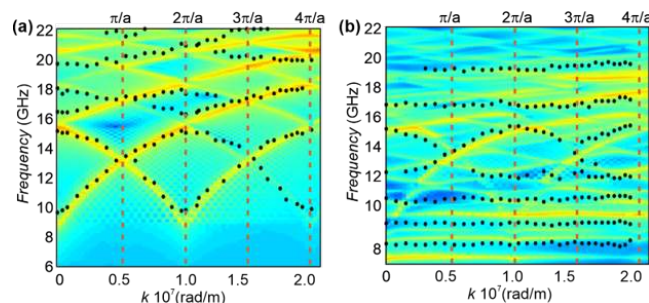 (a) π/a 2π/a 3π/a 4π/a
22
20
18
16
14
12
10
8
6
Frequency (GHz)
0 0.5 1.0 1.5 2.0
k 10⁷(rad/m)
(b) π/a 2π/a 3π/a 4π/a
22
20
18
16
14
12
10
8
Frequency (GHz)
0 0.5 1.0 1.5 2.0
k 10⁷(rad/m)